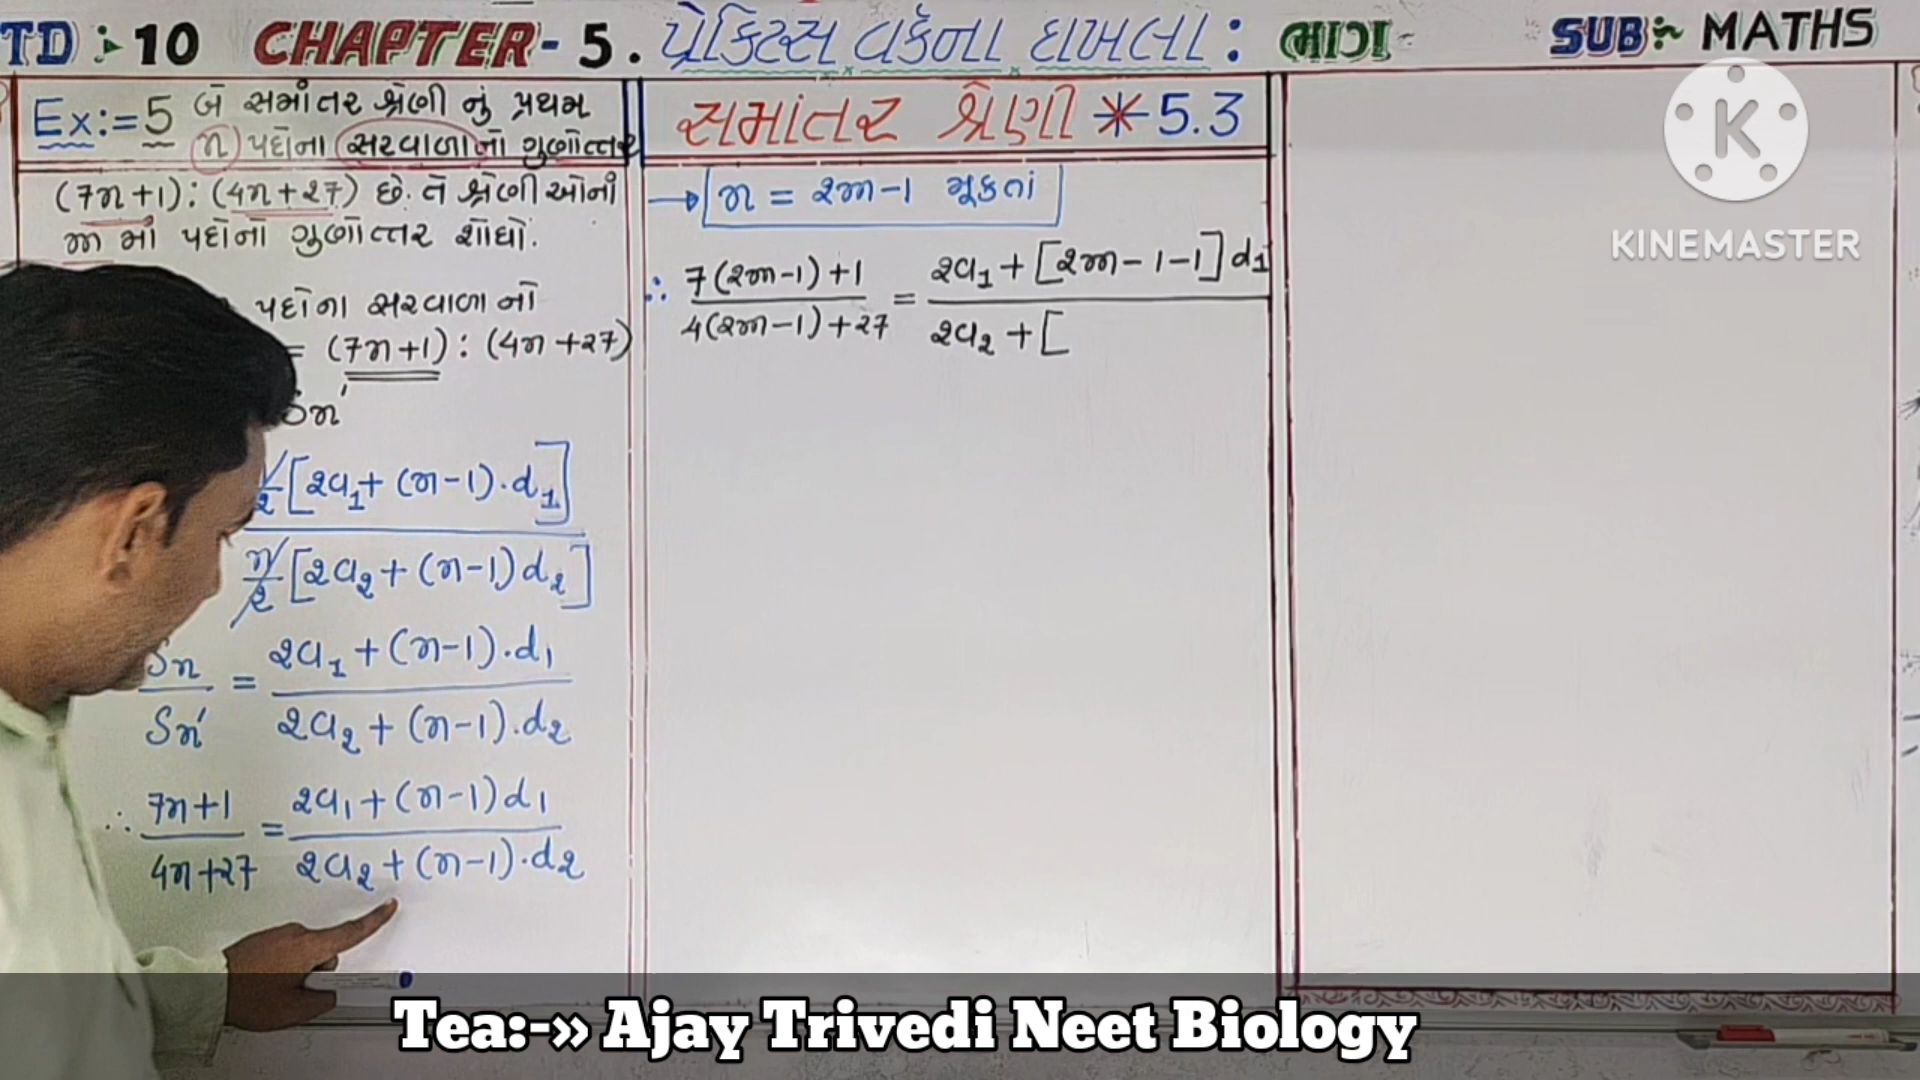 TD :- 10 CHAPTER - 5. પ્રેક્ટિસ વર્કના દાખલા : ભાગ SUB :- MATHS
Ex:= 5 બે સમાંતર શ્રેણી નું પ્રથમ
n પદોના સરવાળાનો ગુણોત્તર
(7n+1) : (4n+27) છે. તે શ્રેણી ઓનાં
m માં પદોનો ગુણોત્તર શોધો.
પદોના સરવાળા નો
= (7n+1) : (4n+27)
Sn'
n/2 [2a₁ + (n-1)·d₁]
n/2 [2a₂ + (n-1)d₂]
Sn/Sn' = 2a₁ + (n-1)·d₁ / 2a₂ + (n-1)·d₂
∴ 7n+1 / 4n+27 = 2a₁ + (n-1)d₁ / 2a₂ + (n-1)·d₂
સમાંતર શ્રેણી * 5.3
→ n = 2m-1 મૂકતાં
∴ 7(2m-1)+1 / 4(2m-1)+27 = 2a₁ + [2m-1-1]d₁ / 2a₂ + [
K
KINEMASTER
Tea:-» Ajay Trivedi Neet Biology